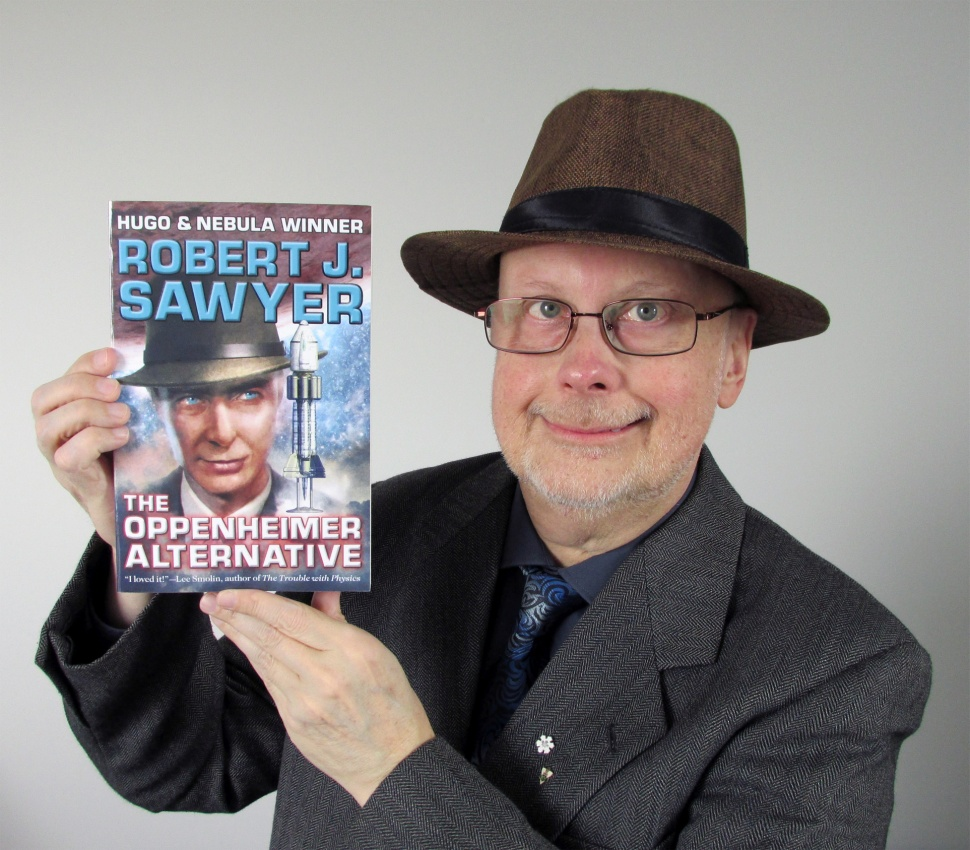 HUGO & NEBULA WINNER
ROBERT J.
SAWYER
THE
OPPENHEIMER
ALTERNATIVE
“I loved it!” —Lee Smolin, author of The Trouble with Physics